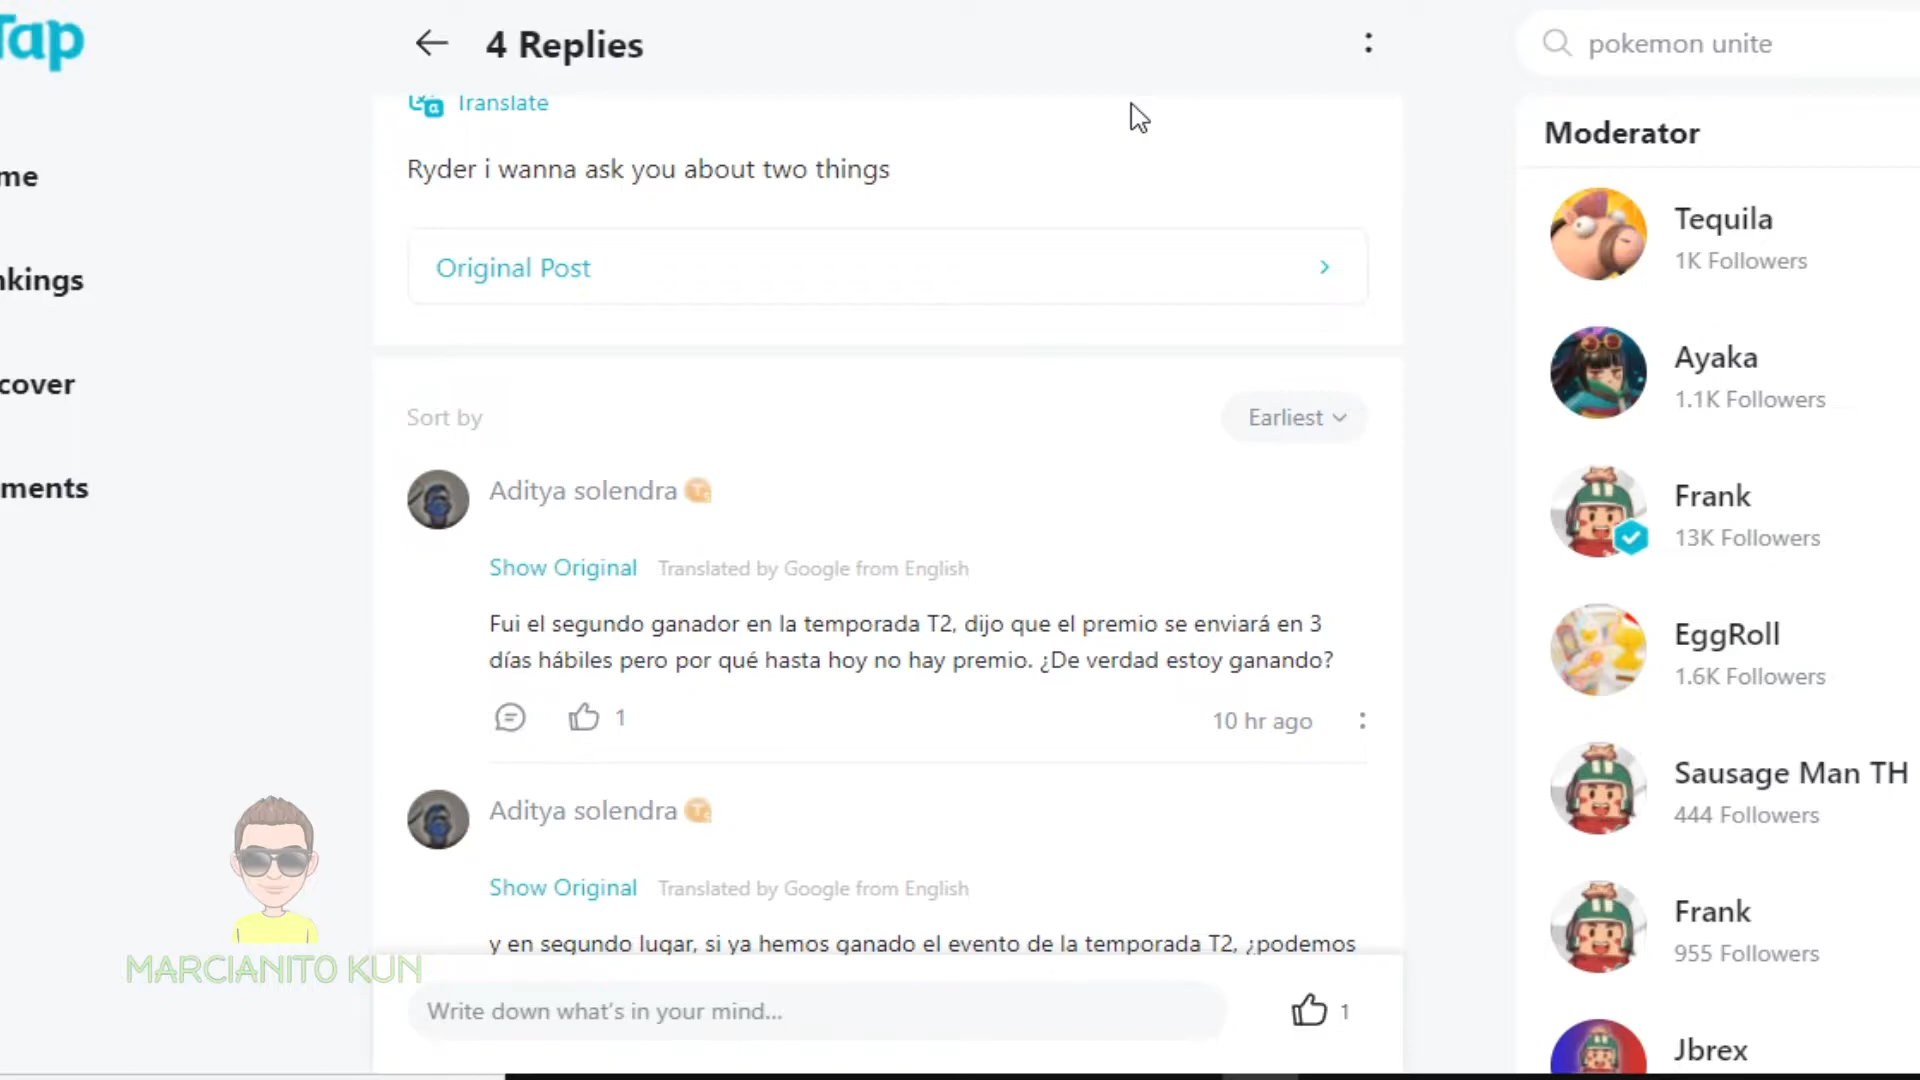 Tap
4 Replies
pokemon unite
Translate
Moderator
me
Ryder i wanna ask you about two things
Tequila
1K Followers
Original Post
nkings
Ayaka
1.1K Followers
cover
Sort by
Earliest
Frank
13K Followers
ments
Aditya solendra
Show Original Translated by Google from English
Fui el segundo ganador en la temporada T2, dijo que el premio se enviará en 3
días hábiles pero por qué hasta hoy no hay premio. ¿De verdad estoy ganando?
EggRoll
1.6K Followers
1
10 hr ago
Sausage Man TH
444 Followers
Aditya solendra
Show Original Translated by Google from English
y en segundo lugar, si ya hemos ganado el evento de la temporada T2, ¿podemos
Frank
955 Followers
MARCIANITO KUN
Write down what's in your mind...
1
Jbrex